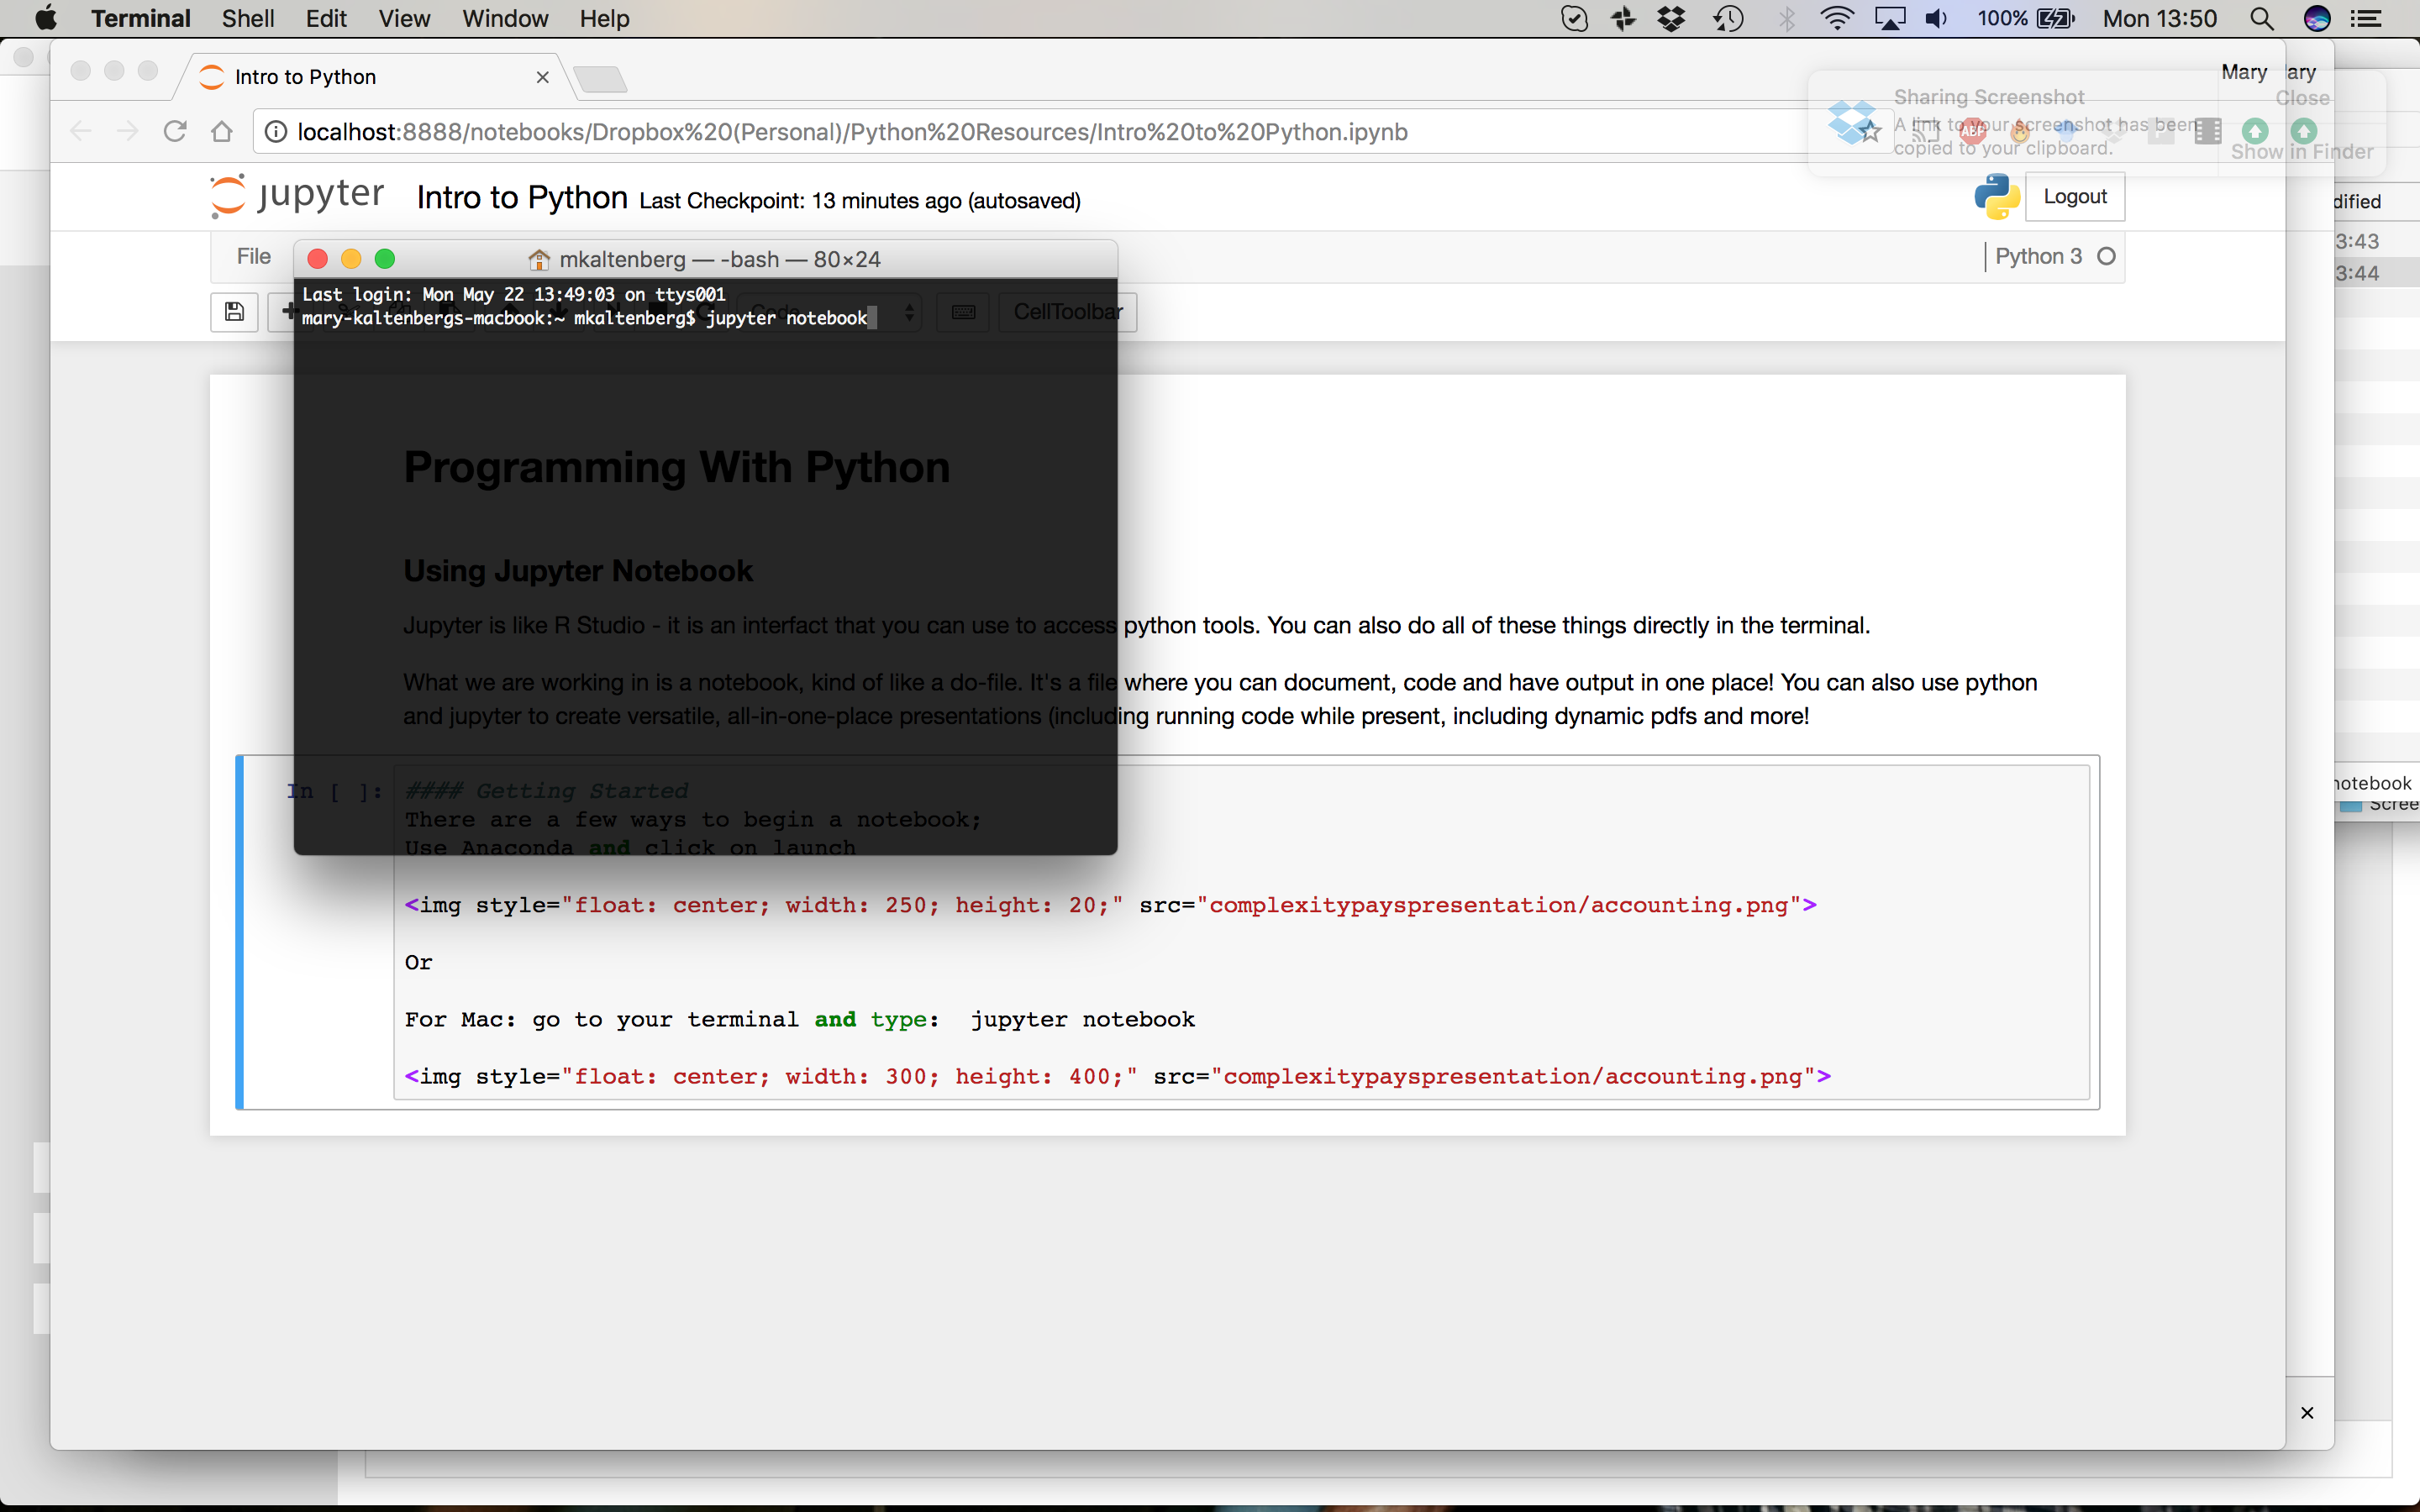 Terminal Shell Edit View Window Help 100% Mon 13:50
Intro to Python
Mary ary
localhost:8888/notebooks/Dropbox%20(Personal)/Python%20Resources/Intro%20to%20Python.ipynb
Sharing Screenshot
A link to your screenshot has been
copied to your clipboard.
Close
Show in Finder
ABP
jupyter Intro to Python Last Checkpoint: 13 minutes ago (autosaved)
Logout
dified
File
Python 3
3:43
3:44
mkaltenberg — -bash — 80×24
Last login: Mon May 22 13:49:03 on ttys001
mary-kaltenbergs-macbook:~ mkaltenberg$ jupyter notebook
Code
CellToolbar
Programming With Python
Using Jupyter Notebook
Jupyter is like R Studio - it is an interfact that you can use to access python tools. You can also do all of these things directly in the terminal.
What we are working in is a notebook, kind of like a do-file. It's a file where you can document, code and have output in one place! You can also use python
and jupyter to create versatile, all-in-one-place presentations (including running code while present, including dynamic pdfs and more!
In [ ]:
#### Getting Started
There are a few ways to begin a notebook;
Use Anaconda and click on launch
<img style="float: center; width: 250; height: 20;" src="complexitypayspresentation/accounting.png">
Or
For Mac: go to your terminal and type:  jupyter notebook
<img style="float: center; width: 300; height: 400;" src="complexitypayspresentation/accounting.png">
notebook
Scree